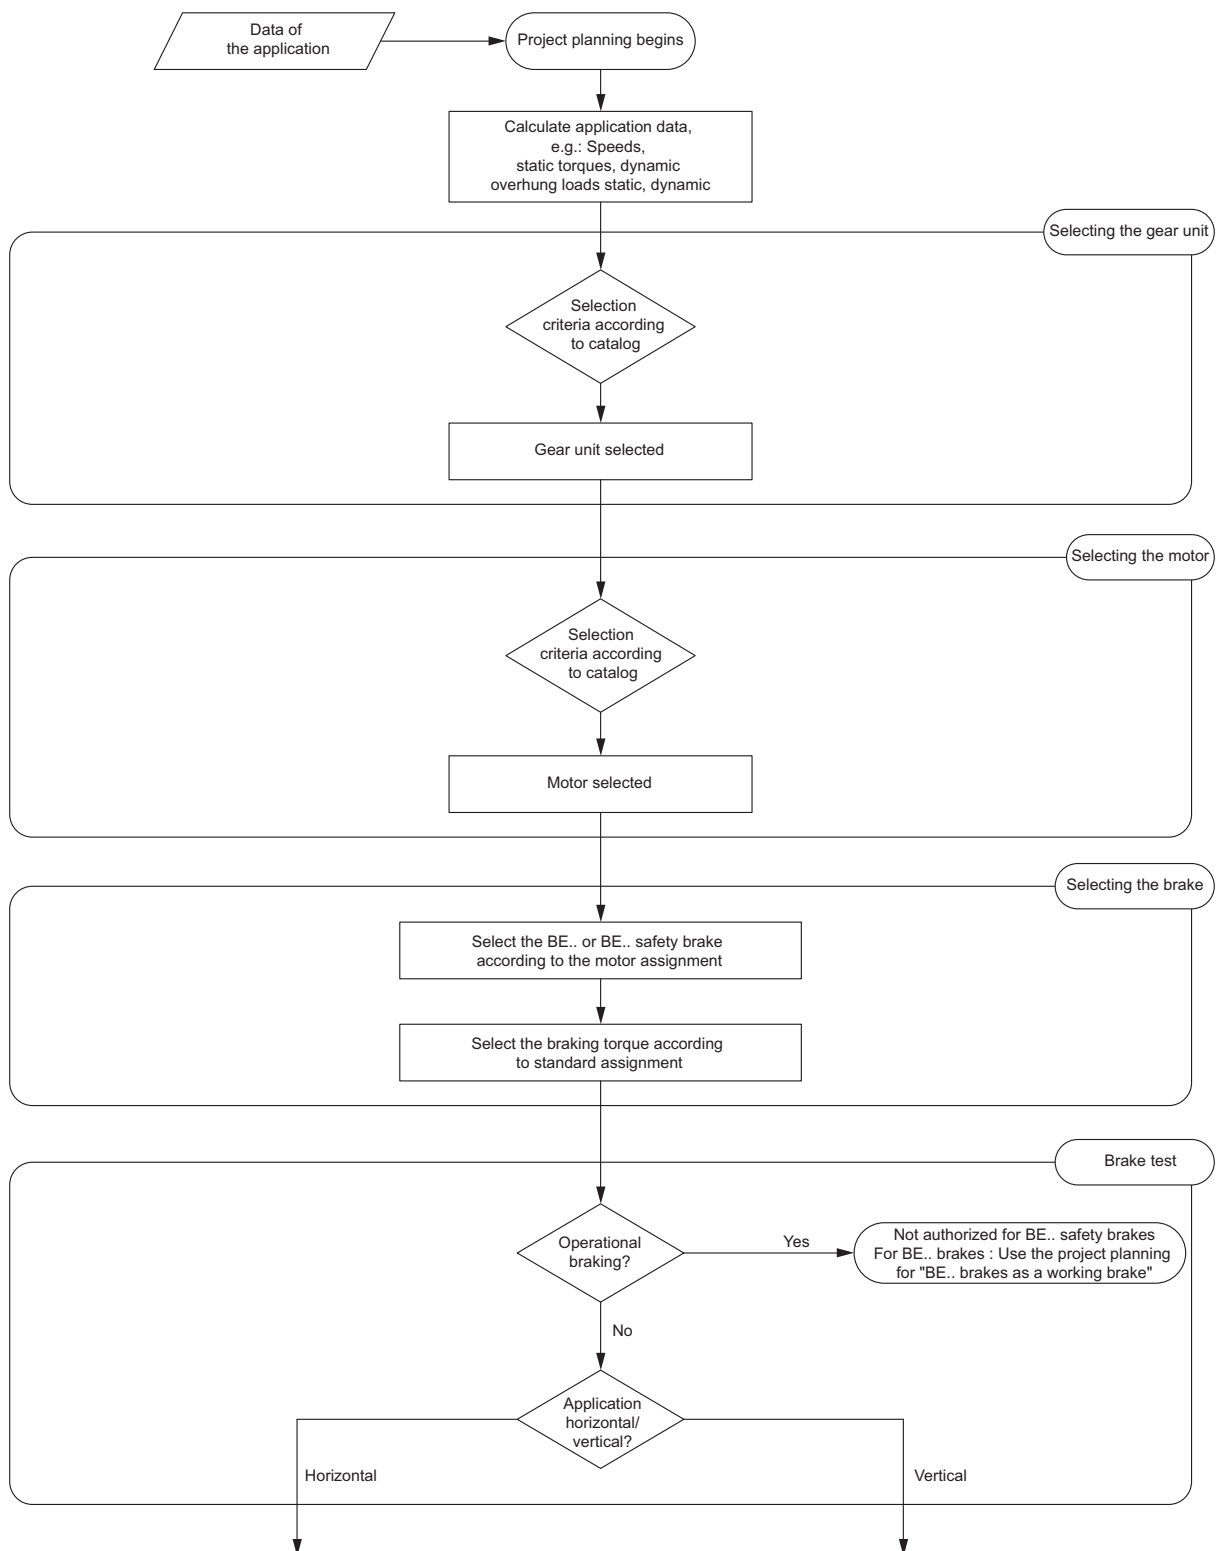 Data of
the application
Project planning begins
Calculate application data,
e.g.: Speeds,
static torques, dynamic
overhung loads static, dynamic
Selecting the gear unit
Selection
criteria according
to catalog
Gear unit selected
Selecting the motor
Selection
criteria according
to catalog
Motor selected
Selecting the brake
Select the BE.. or BE.. safety brake
according to the motor assignment
Select the braking torque according
to standard assignment
Brake test
Operational
braking?
Yes
Not authorized for BE.. safety brakes
For BE.. brakes : Use the project planning
for "BE.. brakes as a working brake"
No
Application
horizontal/
vertical?
Horizontal
Vertical